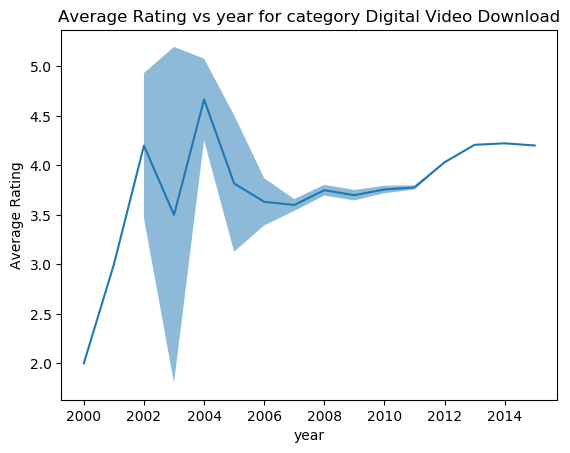 Average Rating vs year for category Digital Video Download
5.0
4.5
4.0
3.5
3.0
2.5
2.0
Average Rating
2000 2002 2004 2006 2008 2010 2012 2014
year